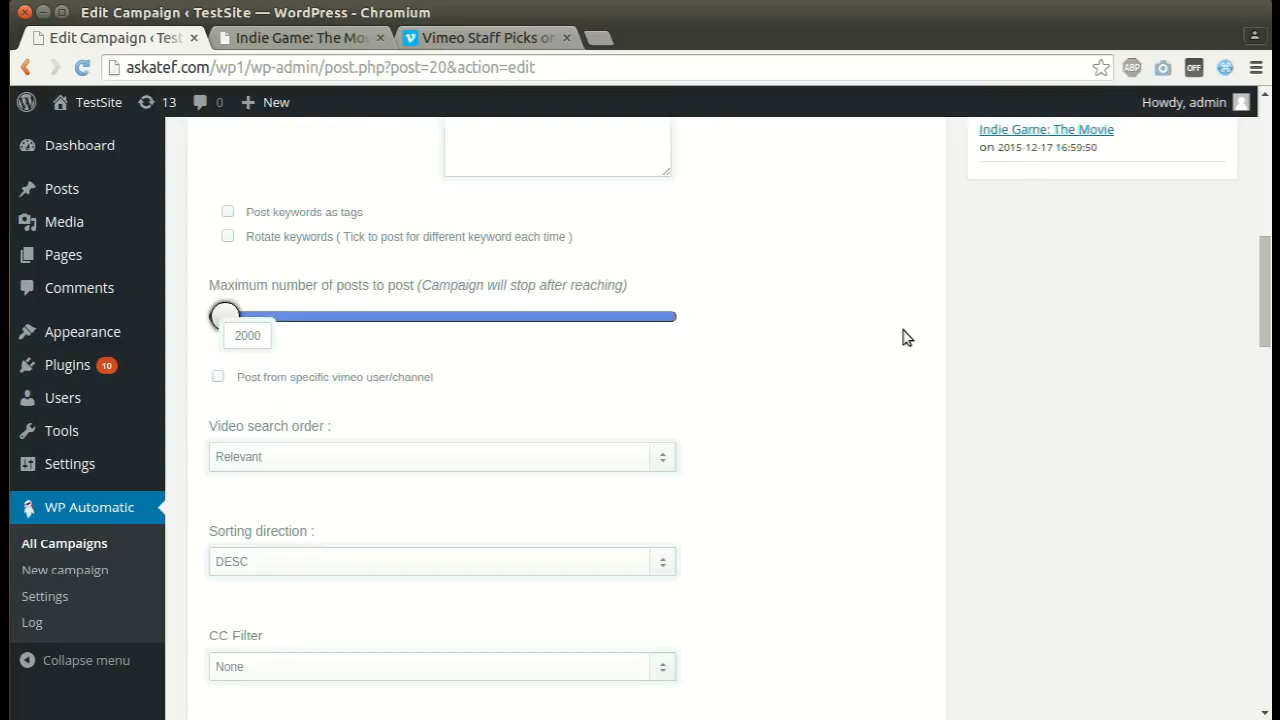 Edit Campaign ‹ TestSite — WordPress - Chromium
Edit Campaign ‹ Test × Indie Game: The Mov × Vimeo Staff Picks or ×
askatef.com/wp1/wp-admin/post.php?post=20&action=edit ABP OFF
TestSite 13 0 New Howdy, admin
Indie Game: The Movie
on 2015-12-17 16:59:50
Dashboard
Posts
Media
Pages
Comments
Appearance
Plugins 10
Users
Tools
Settings
WP Automatic
All Campaigns
New campaign
Settings
Log
Collapse menu
Post keywords as tags
Rotate keywords ( Tick to post for different keyword each time )
Maximum number of posts to post (Campaign will stop after reaching)
2000
Post from specific vimeo user/channel
Video search order :
Relevant
Sorting direction :
DESC
CC Filter
None